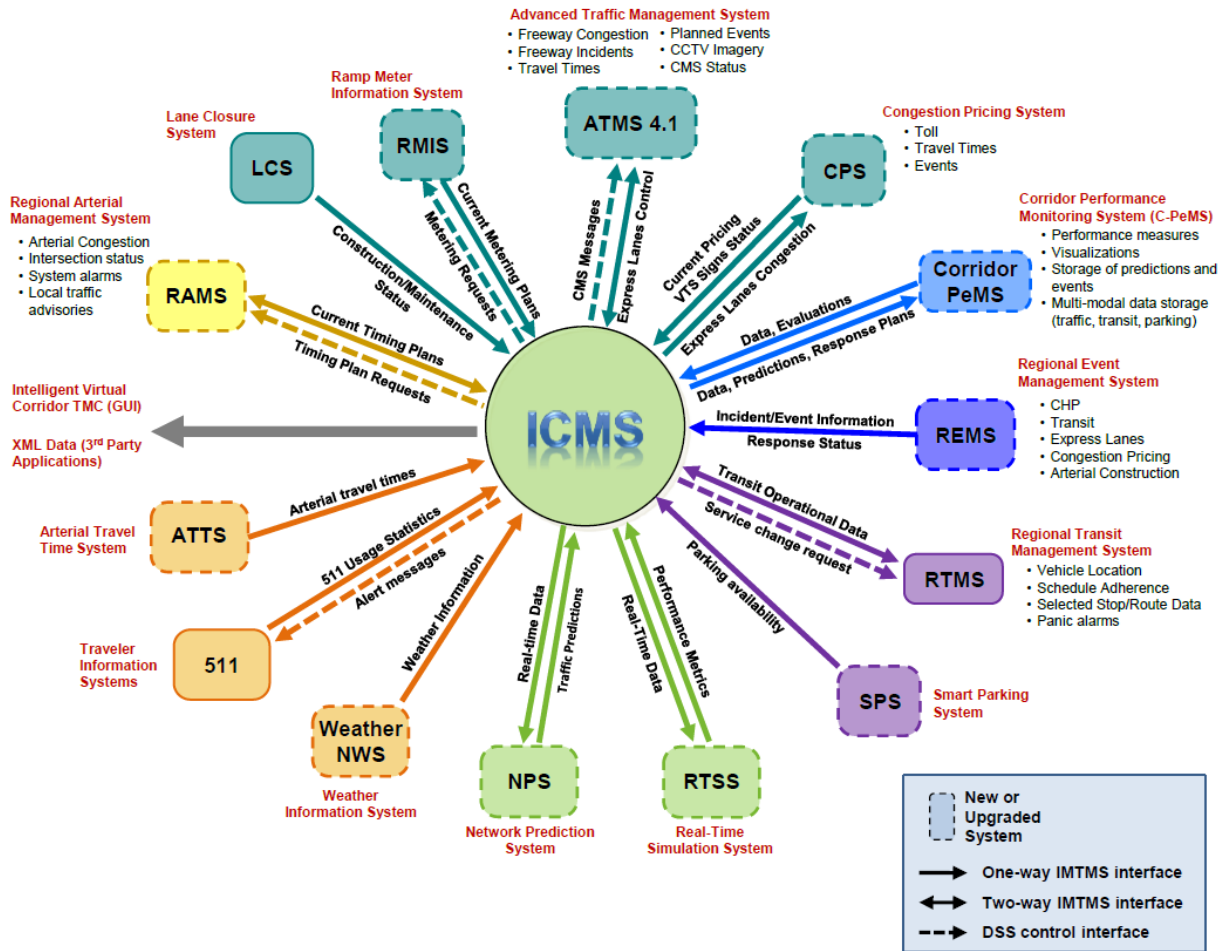 Advanced Traffic Management System
• Freeway Congestion
• Freeway Incidents
• Travel Times
• Planned Events
• CCTV Imagery
• CMS Status
ATMS 4.1
Ramp Meter
Information System
RMIS
Lane Closure
System
LCS
Congestion Pricing System
• Toll
• Travel Times
• Events
CPS
Regional Arterial
Management System
• Arterial Congestion
• Intersection status
• System alarms
• Local traffic
advisories
RAMS
Corridor Performance
Monitoring System (C-PeMS)
• Performance measures
• Visualizations
• Storage of predictions and
events
• Multi-modal data storage
(traffic, transit, parking)
Corridor
PeMS
Current Metering Plans
Metering Requests
Construction/Maintenance
Status
CMS Messages
Express Lanes Control
Current Pricing
VTS Signs Status
Express Lanes Congestion
Current Timing Plans
Timing Plan Requests
Data, Evaluations
Data, Predictions, Response Plans
Intelligent Virtual
Corridor TMC (GUI)
XML Data (3rd Party
Applications)
ICMS
Regional Event
Management System
• CHP
• Transit
• Express Lanes
• Congestion Pricing
• Arterial Construction
REMS
Incident/Event Information
Response Status
Arterial travel times
Arterial Travel
Time System
ATTS
511 Usage Statistics
Alert messages
Transit Operational Data
Service change request
Regional Transit
Management System
• Vehicle Location
• Schedule Adherence
• Selected Stop/Route Data
• Panic alarms
RTMS
Traveler
Information
Systems
511
Weather Information
Weather
NWS
Weather
Information System
Real-time Data
Traffic Predictions
NPS
Network Prediction
System
Real-Time Data
Performance Metrics
RTSS
Real-Time
Simulation System
Parking availability
SPS
Smart Parking
System
New or
Upgraded
System
One-way IMTMS interface
Two-way IMTMS interface
DSS control interface